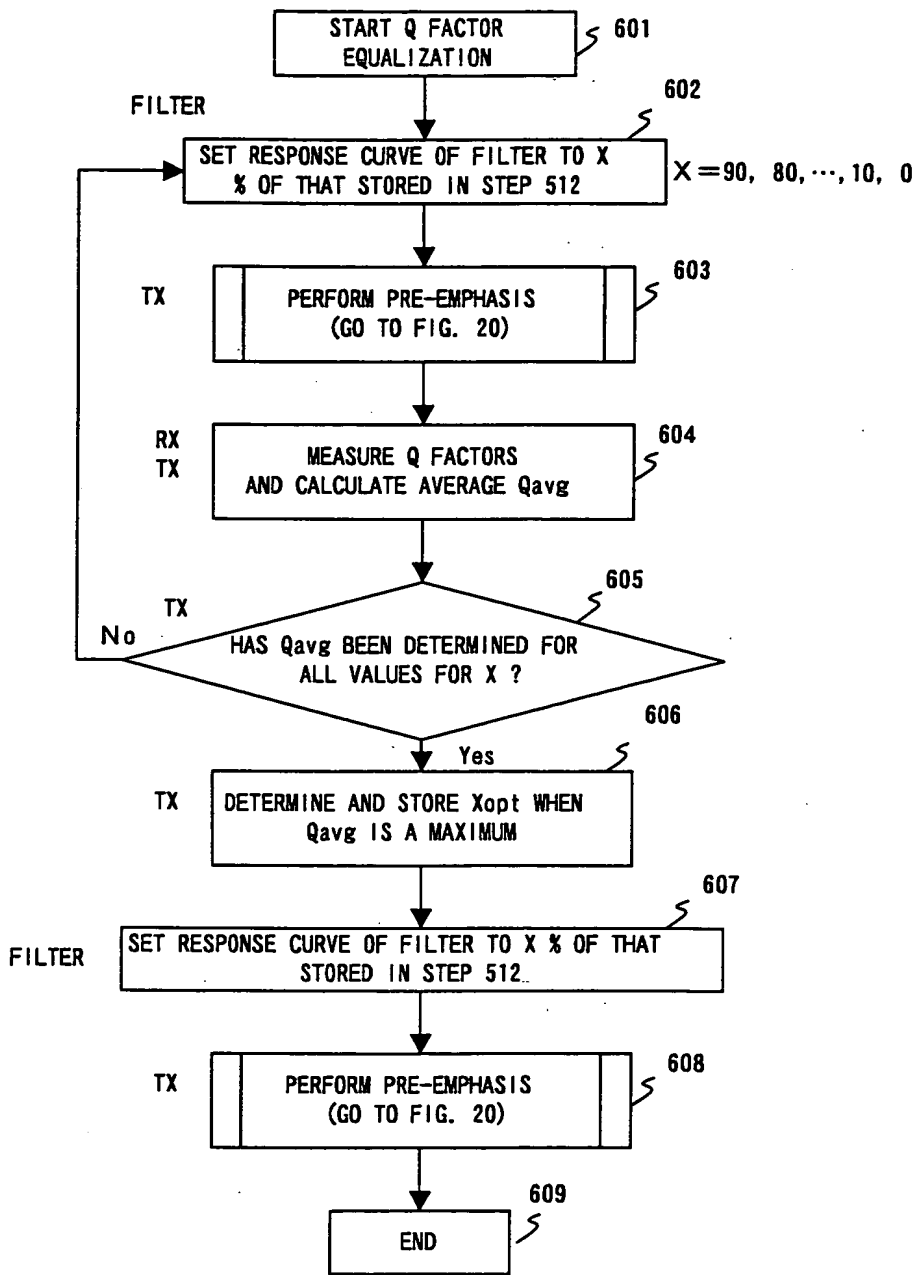 START Q FACTOR
EQUALIZATION
601
FILTER
602
SET RESPONSE CURVE OF FILTER TO X
% OF THAT STORED IN STEP 512
X=90, 80, ···, 10, 0
603
TX
PERFORM PRE-EMPHASIS
(GO TO FIG. 20)
604
RX
TX
MEASURE Q FACTORS
AND CALCULATE AVERAGE Qavg
605
TX
No
HAS Qavg BEEN DETERMINED FOR
ALL VALUES FOR X ?
606
Yes
TX
DETERMINE AND STORE Xopt WHEN
Qavg IS A MAXIMUM
607
FILTER
SET RESPONSE CURVE OF FILTER TO X % OF THAT
STORED IN STEP 512
608
TX
PERFORM PRE-EMPHASIS
(GO TO FIG. 20)
609
END